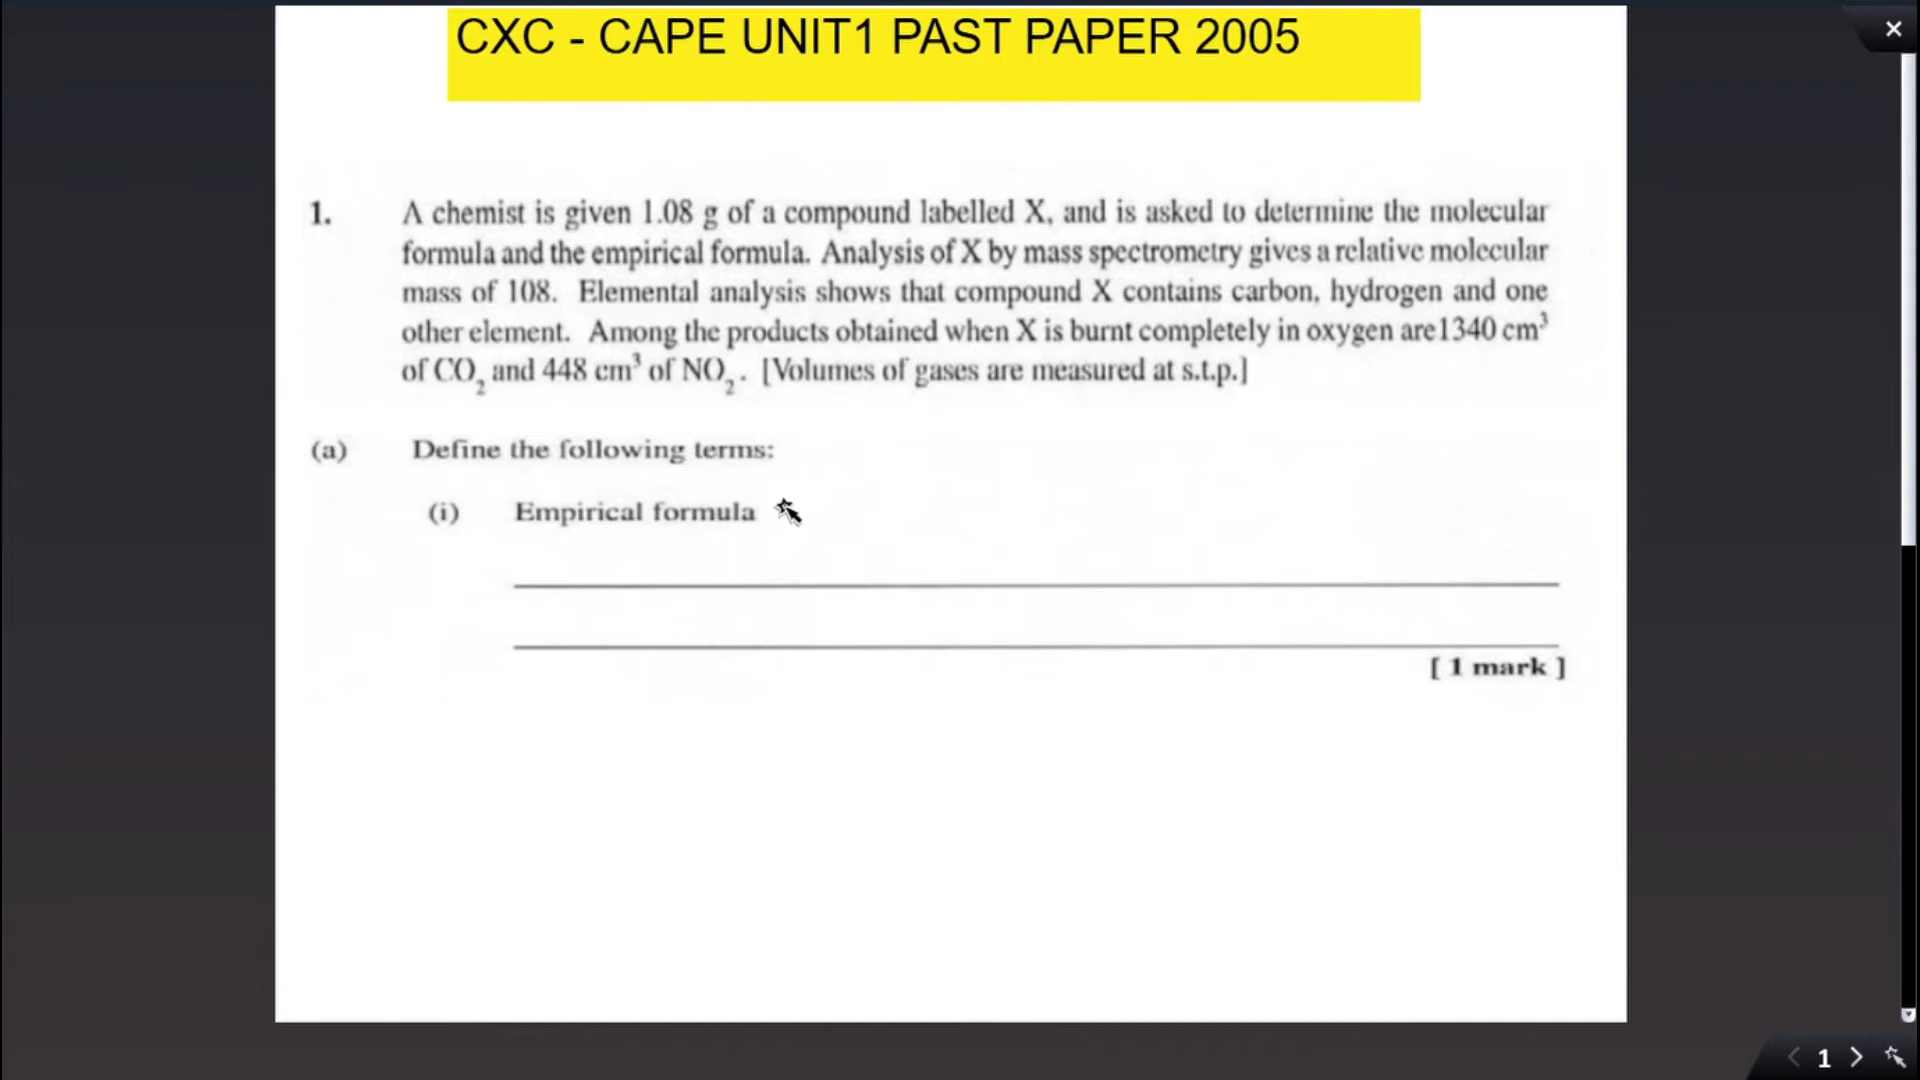 CXC - CAPE UNIT1 PAST PAPER 2005
1. A chemist is given 1.08 g of a compound labelled X, and is asked to determine the molecular
formula and the empirical formula. Analysis of X by mass spectrometry gives a relative molecular
mass of 108. Elemental analysis shows that compound X contains carbon, hydrogen and one
other element. Among the products obtained when X is burnt completely in oxygen are1340 cm³
of CO₂ and 448 cm³ of NO₂. [Volumes of gases are measured at s.t.p.]
(a) Define the following terms:
(i) Empirical formula
[ 1 mark ]
1